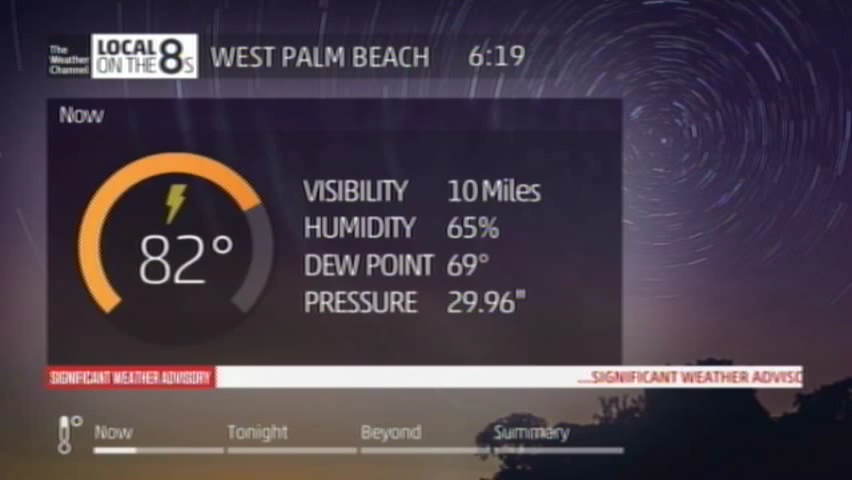 The
Weather
Channel
LOCAL
ON THE 8s
WEST PALM BEACH 6:19
Now
82°
VISIBILITY 10 Miles
HUMIDITY 65%
DEW POINT 69°
PRESSURE 29.96"
SIGNIFICANT WEATHER ADVISORY
...SIGNIFICANT WEATHER ADVISO
Now Tonight Beyond Summary